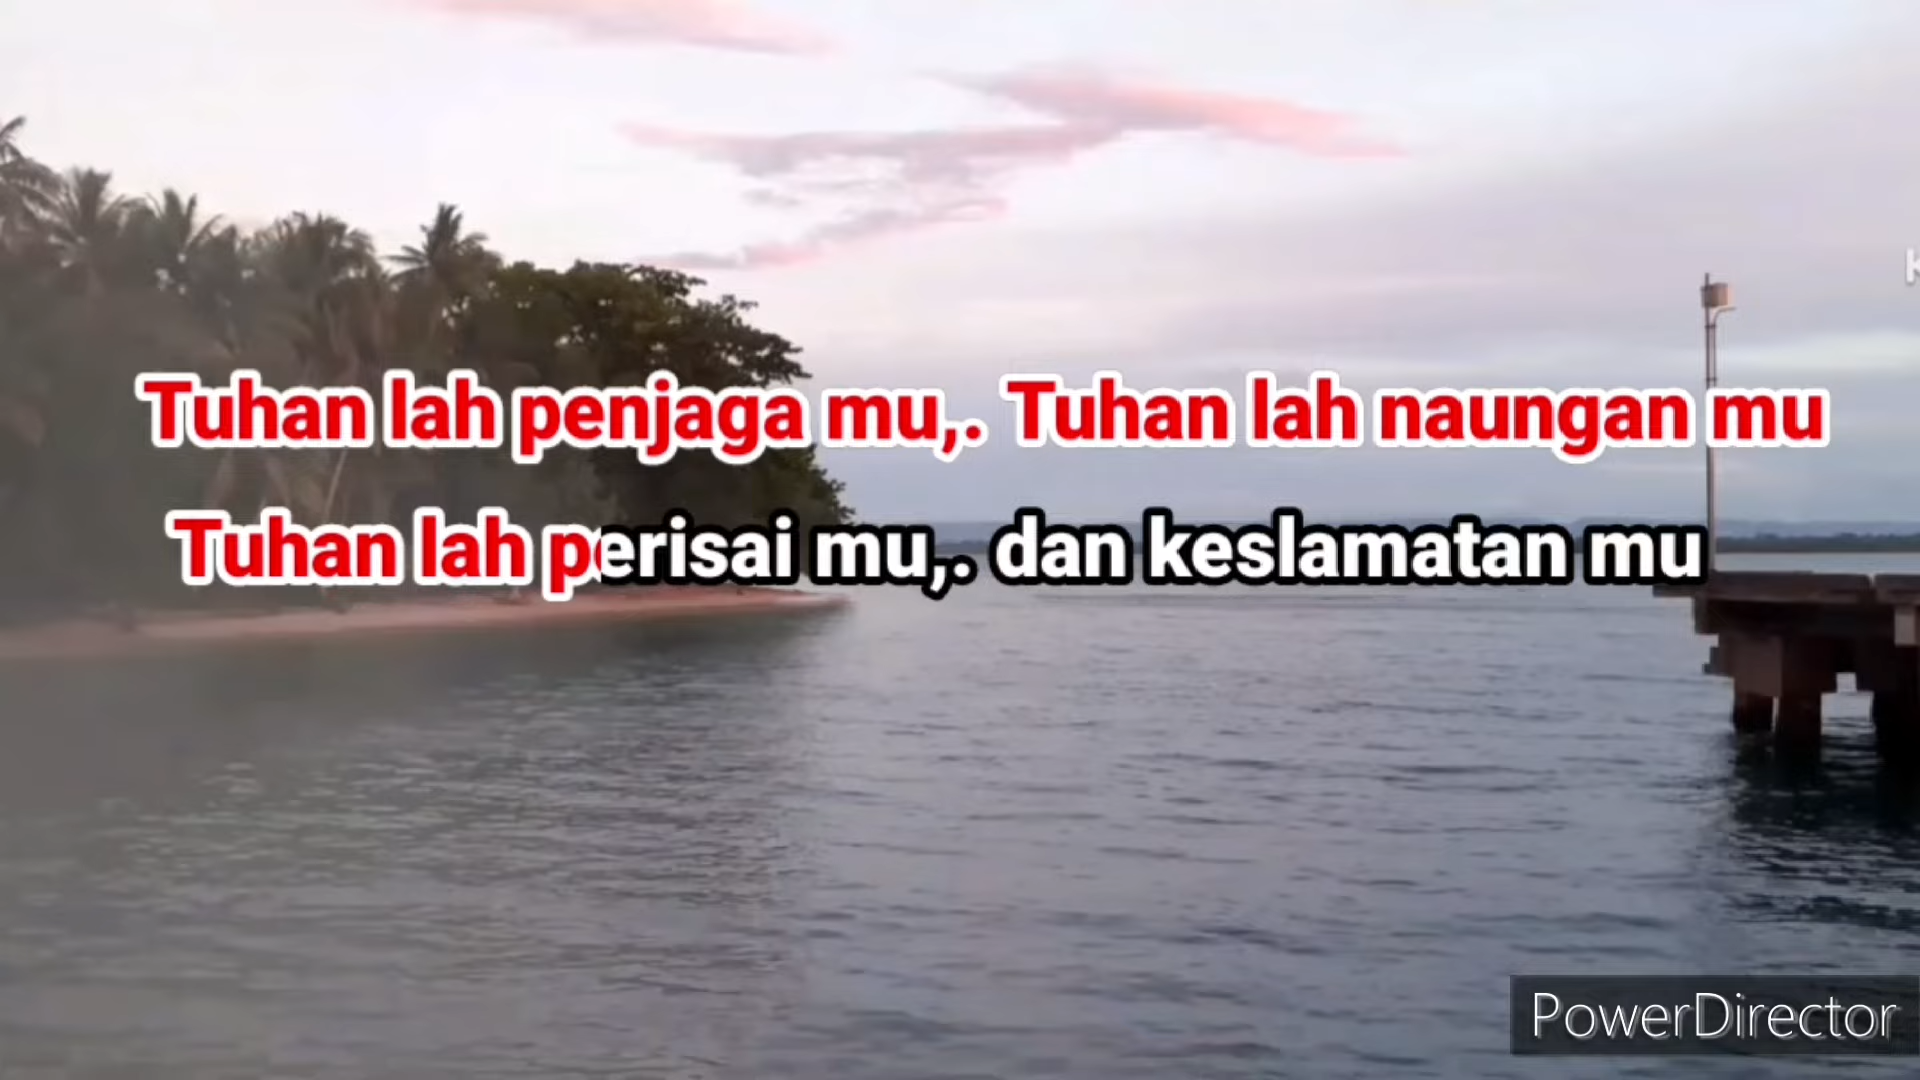 Tuhan lah penjaga mu,. Tuhan lah naungan mu
Tuhan lah perisai mu,. dan keslamatan mu
PowerDirector